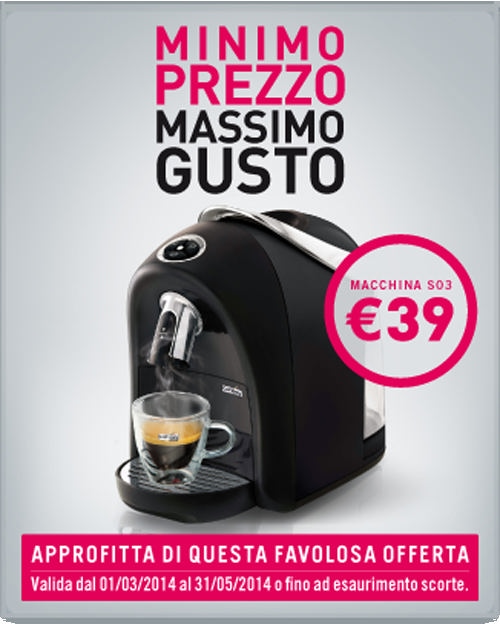 MINIMO
PREZZO
MASSIMO
GUSTO
MACCHINA S03
€39
APPROFITTA DI QUESTA FAVOLOSA OFFERTA
Valida dal 01/03/2014 al 31/05/2014 o fino ad esaurimento scorte.